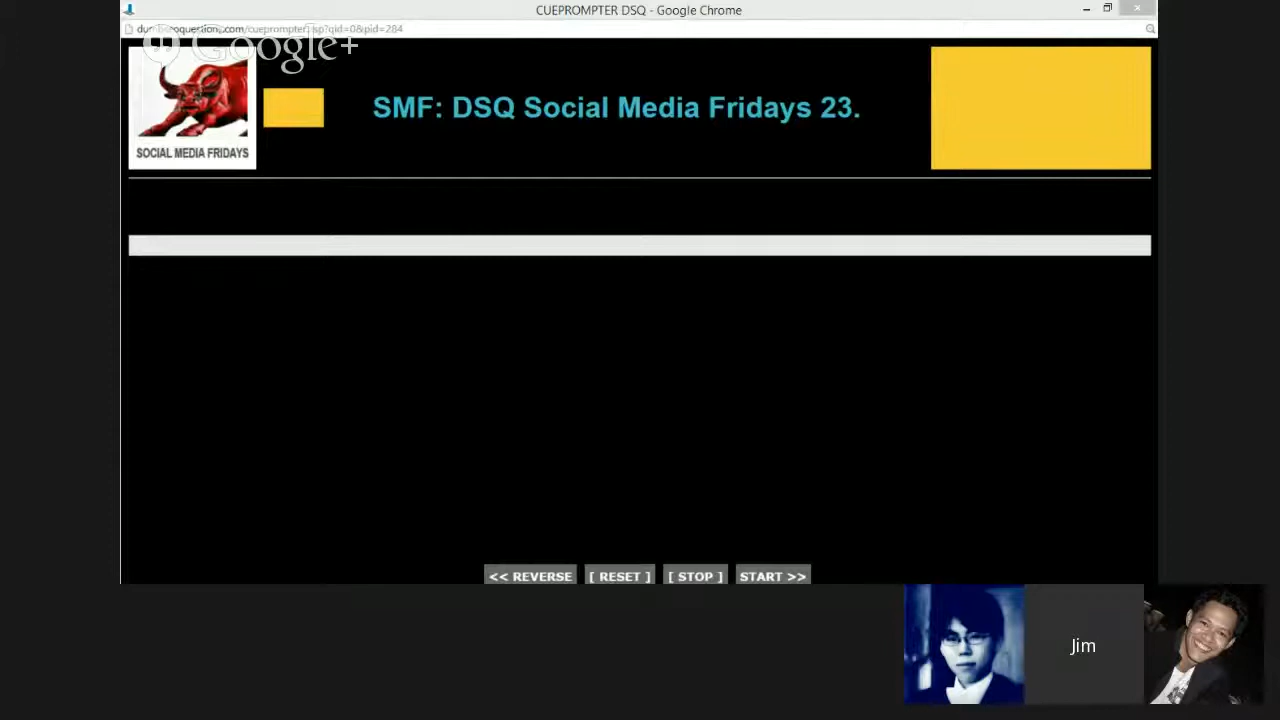 CUEPROMPTER DSQ - Google Chrome
Google+
SMF: DSQ Social Media Fridays 23.
SOCIAL MEDIA FRIDAYS
<< REVERSE
[ RESET ]
[ STOP ]
START >>
Jim